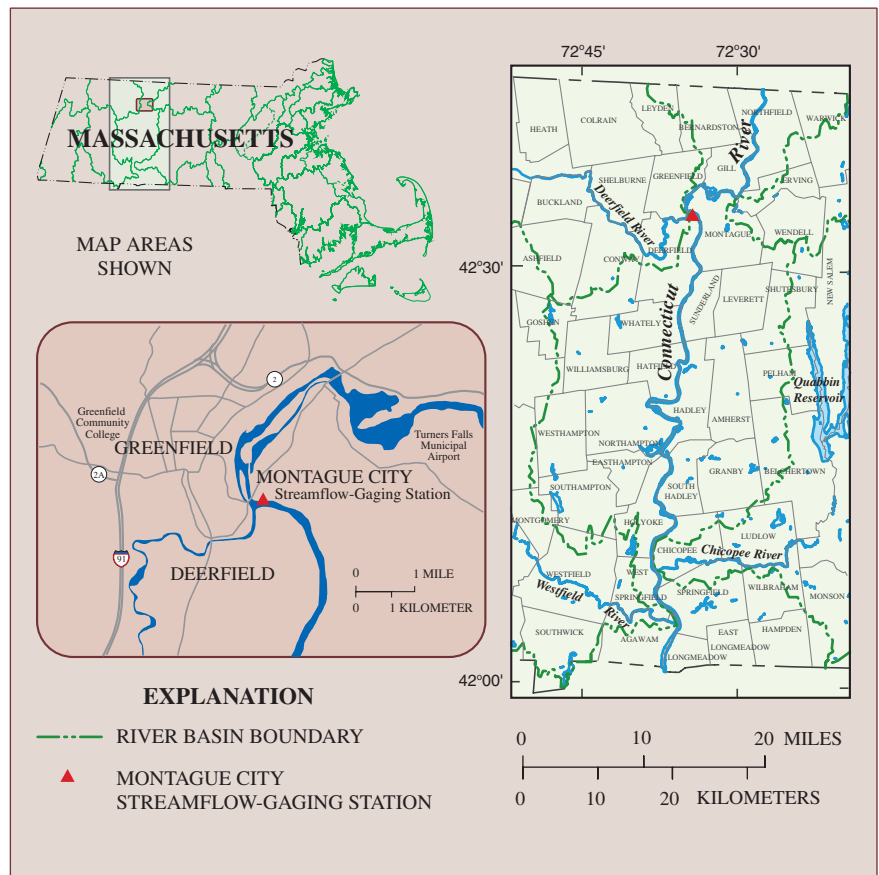 MASSACHUSETTS
MAP AREAS
SHOWN
2
Greenfield
Community
College
GREENFIELD
2A
Turners Falls
Municipal
Airport
MONTAGUE CITY
Streamflow-Gaging Station
91
DEERFIELD
0 1 MILE
0 1 KILOMETER
EXPLANATION
RIVER BASIN BOUNDARY
MONTAGUE CITY
STREAMFLOW-GAGING STATION
72°45' 72°30'
42°30'
42°00'
HEATH
COLRAIN
LEYDEN
BERNARDSTON
NORTHFIELD
WARWICK
River
SHELBURNE
GREENFIELD
GILL
ERVING
BUCKLAND
Deerfield River
MONTAGUE
WENDELL
ASHFIELD
CONWAY
DEERFIELD
SUNDERLAND
LEVERETT
SHUTESBURY
NEW SALEM
Connecticut
GOSHEN
WHATELY
WILLIAMSBURG
HATFIELD
PELHAM
Quabbin
Reservoir
HADLEY
AMHERST
WESTHAMPTON
NORTHAMPTON
EASTHAMPTON
SOUTHAMPTON
SOUTH
HADLEY
GRANBY
BELCHERTOWN
MONTGOMERY
HOLYOKE
LUDLOW
CHICOPEE
Chicopee River
WESTFIELD
WEST
SPRINGFIELD
SPRINGFIELD
WILBRAHAM
MONSON
Westfield
River
SOUTHWICK
AGAWAM
EAST
LONGMEADOW
HAMPDEN
LONGMEADOW
0 10 20 MILES
0 10 20 KILOMETERS